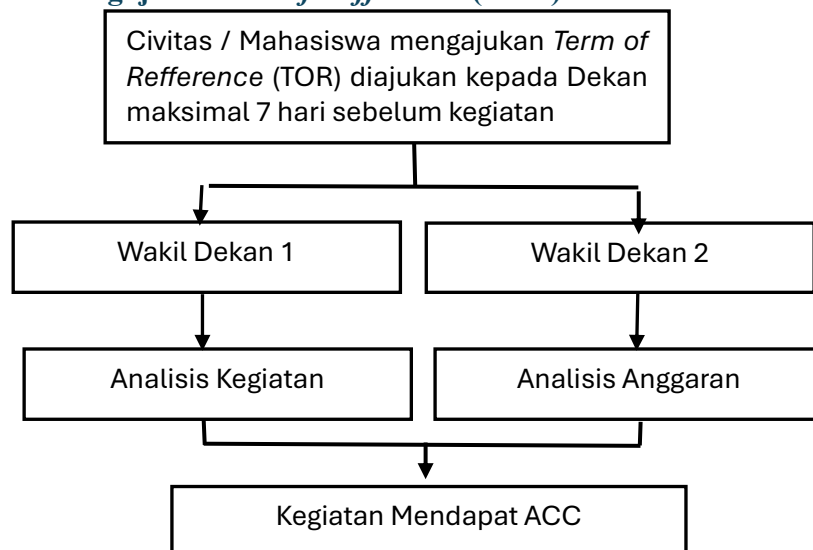 Civitas / Mahasiswa mengajukan Term of
Refference (TOR) diajukan kepada Dekan
maksimal 7 hari sebelum kegiatan
Wakil Dekan 1
Wakil Dekan 2
Analisis Kegiatan
Analisis Anggaran
Kegiatan Mendapat ACC